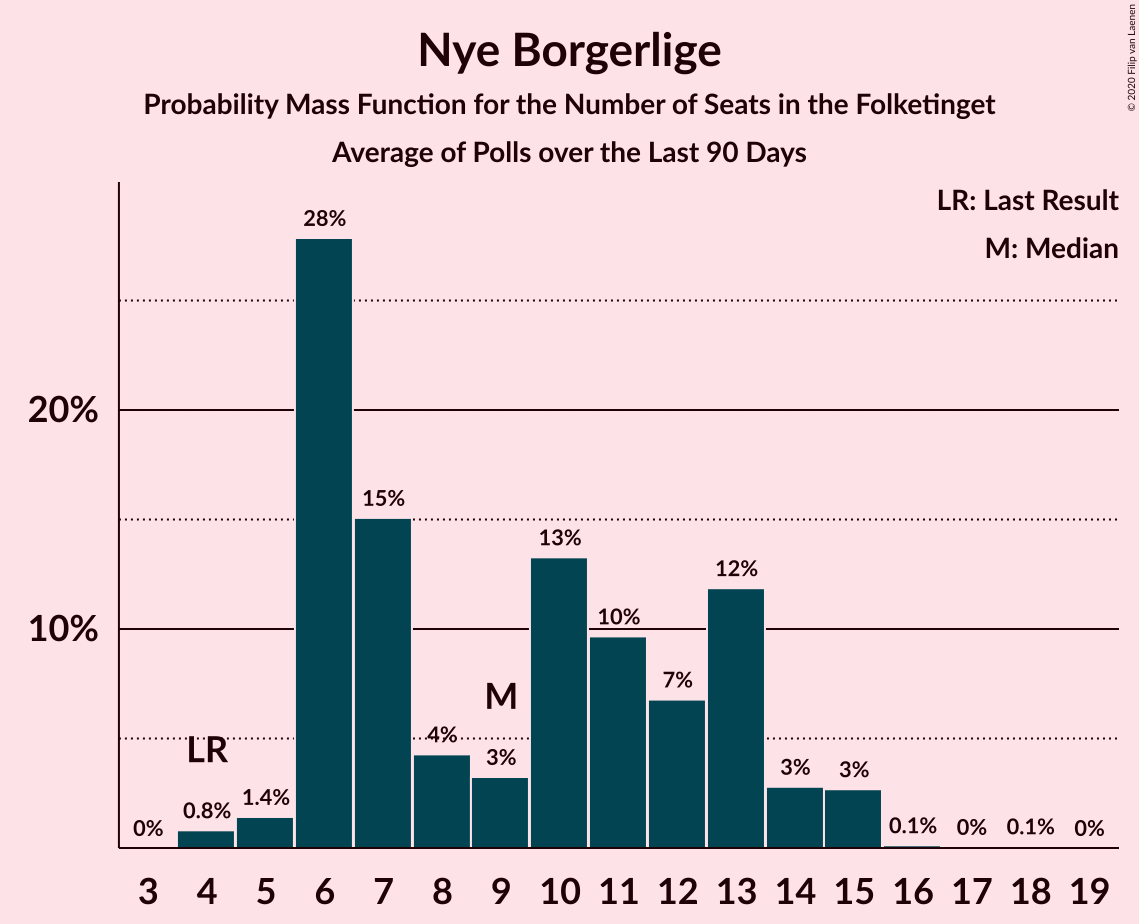 Nye Borgerlige
Probability Mass Function for the Number of Seats in the Folketinget
Average of Polls over the Last 90 Days
© 2020 Filip van Laenen
LR: Last Result
M: Median
28%
20%
15%
13%
12%
10%
10%
7%
M
LR
4%
3%
3%
3%
1.4%
0.8%
0%
0.1%
0%
0.1%
0%
3 4 5 6 7 8 9 10 11 12 13 14 15 16 17 18 19